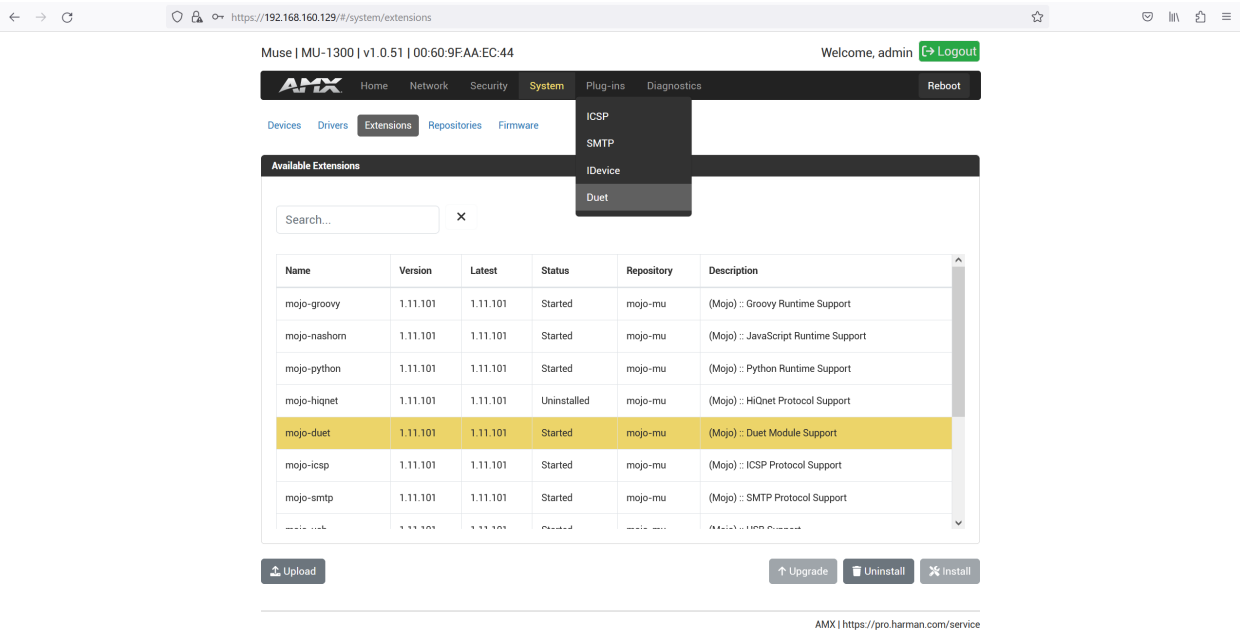 https://192.168.160.129/#/system/extensions
Muse | MU-1300 | v1.0.51 | 00:60:9F:AA:EC:44
Welcome, admin Logout
AMX Home Network Security System Plug-ins Diagnostics Reboot
ICSP
SMTP
IDevice
Duet
Devices Drivers Extensions Repositories Firmware
Available Extensions
Search...
Name Version Latest Status Repository Description
mojo-groovy 1.11.101 1.11.101 Started mojo-mu (Mojo) :: Groovy Runtime Support
mojo-nashorn 1.11.101 1.11.101 Started mojo-mu (Mojo) :: JavaScript Runtime Support
mojo-python 1.11.101 1.11.101 Started mojo-mu (Mojo) :: Python Runtime Support
mojo-hiqnet 1.11.101 1.11.101 Uninstalled mojo-mu (Mojo) :: HiQnet Protocol Support
mojo-duet 1.11.101 1.11.101 Started mojo-mu (Mojo) :: Duet Module Support
mojo-icsp 1.11.101 1.11.101 Started mojo-mu (Mojo) :: ICSP Protocol Support
mojo-smtp 1.11.101 1.11.101 Started mojo-mu (Mojo) :: SMTP Protocol Support
Upload Upgrade Uninstall Install
AMX | https://pro.harman.com/service